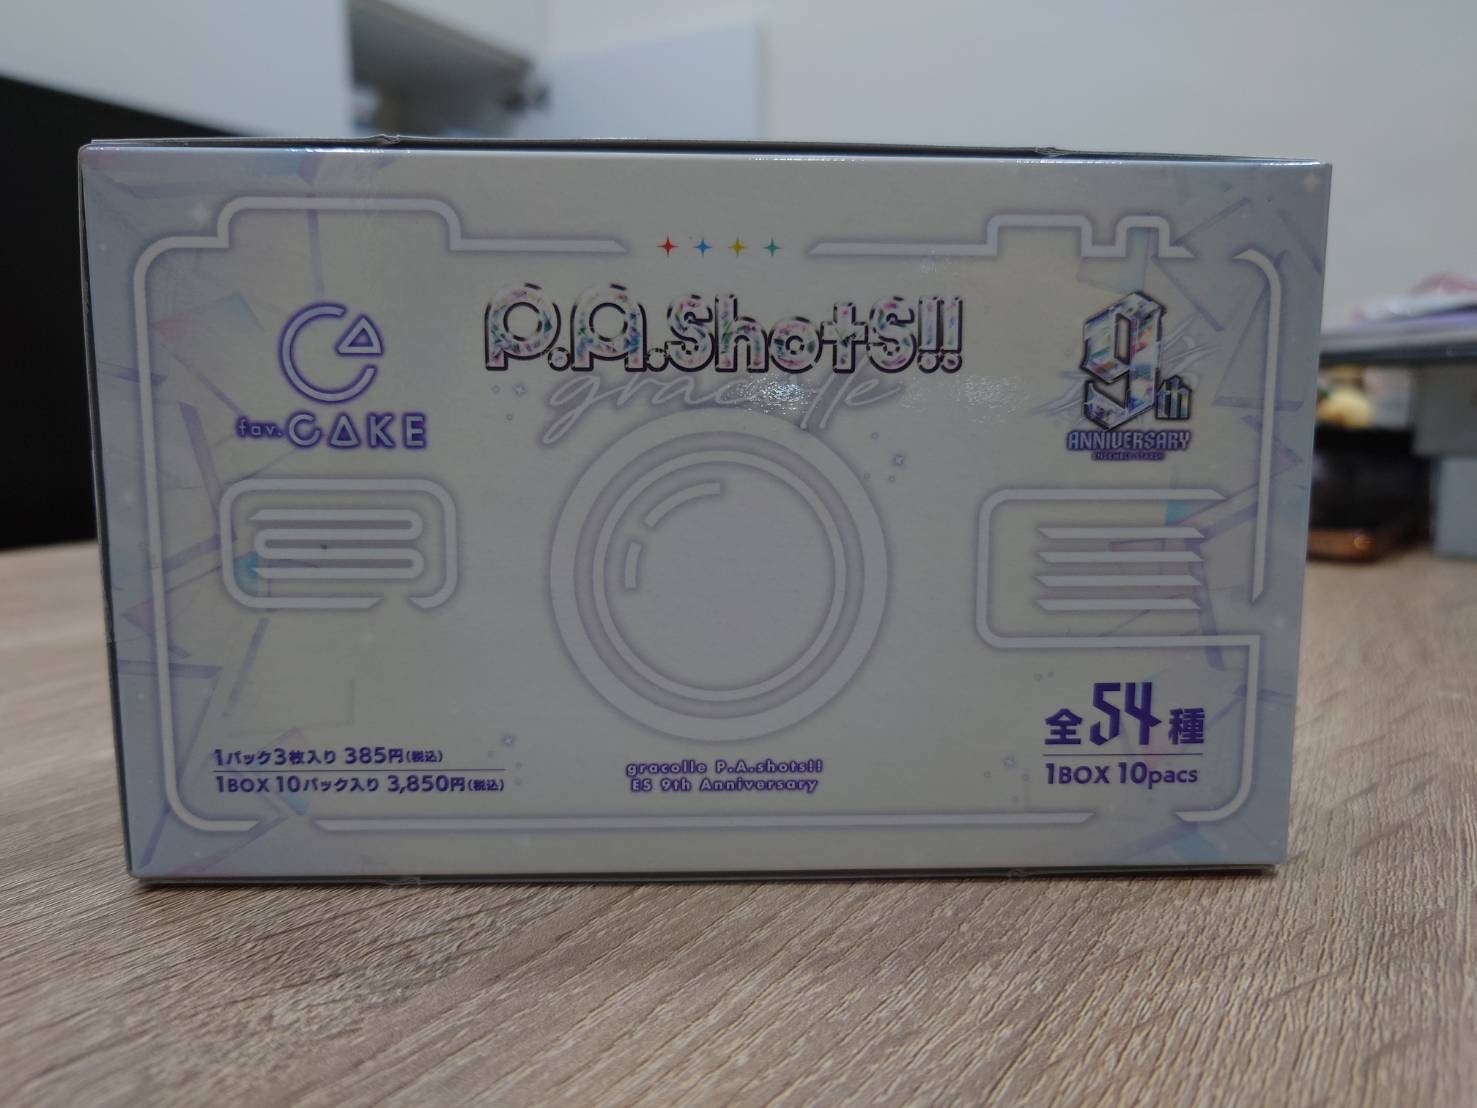 P.A.ShotS!!
gracolle
fav. CAKE
9th
ANNIVERSARY
ENSEMBLE STARS!!
1パック3枚入り 385円(税込)
1BOX 10パック入り 3,850円(税込)
gracolle P.A.shots!!
ES 9th Anniversary
全54種
1BOX 10pacs